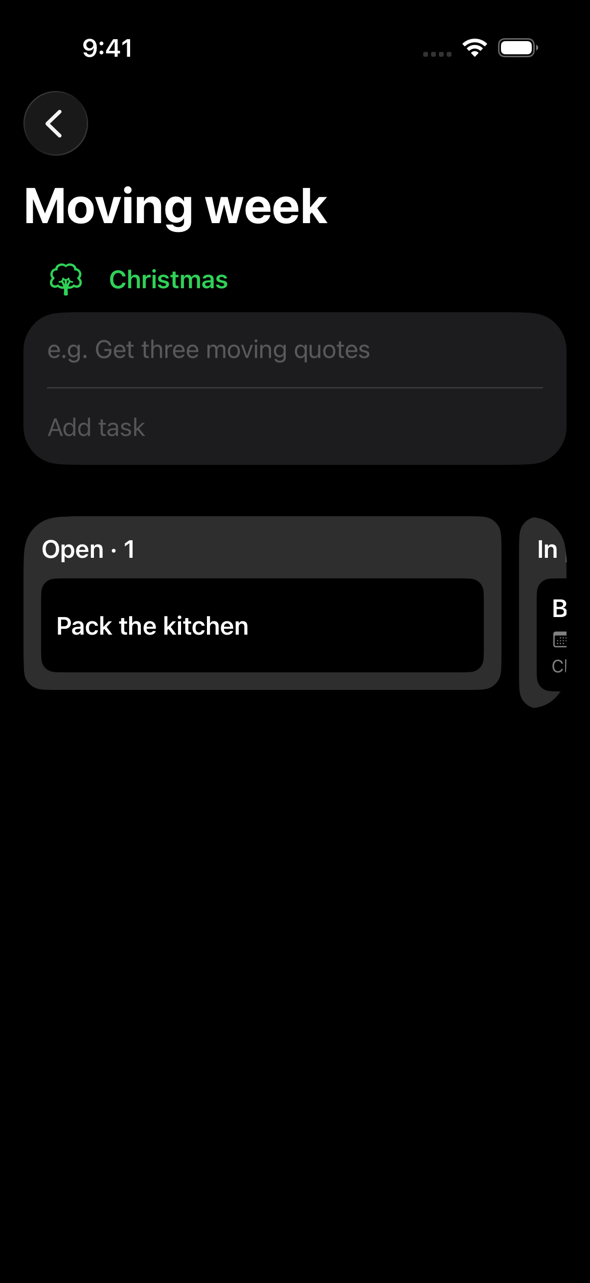 9:41
Moving week
Christmas
e.g. Get three moving quotes
Add task
Open · 1
Pack the kitchen
In
B